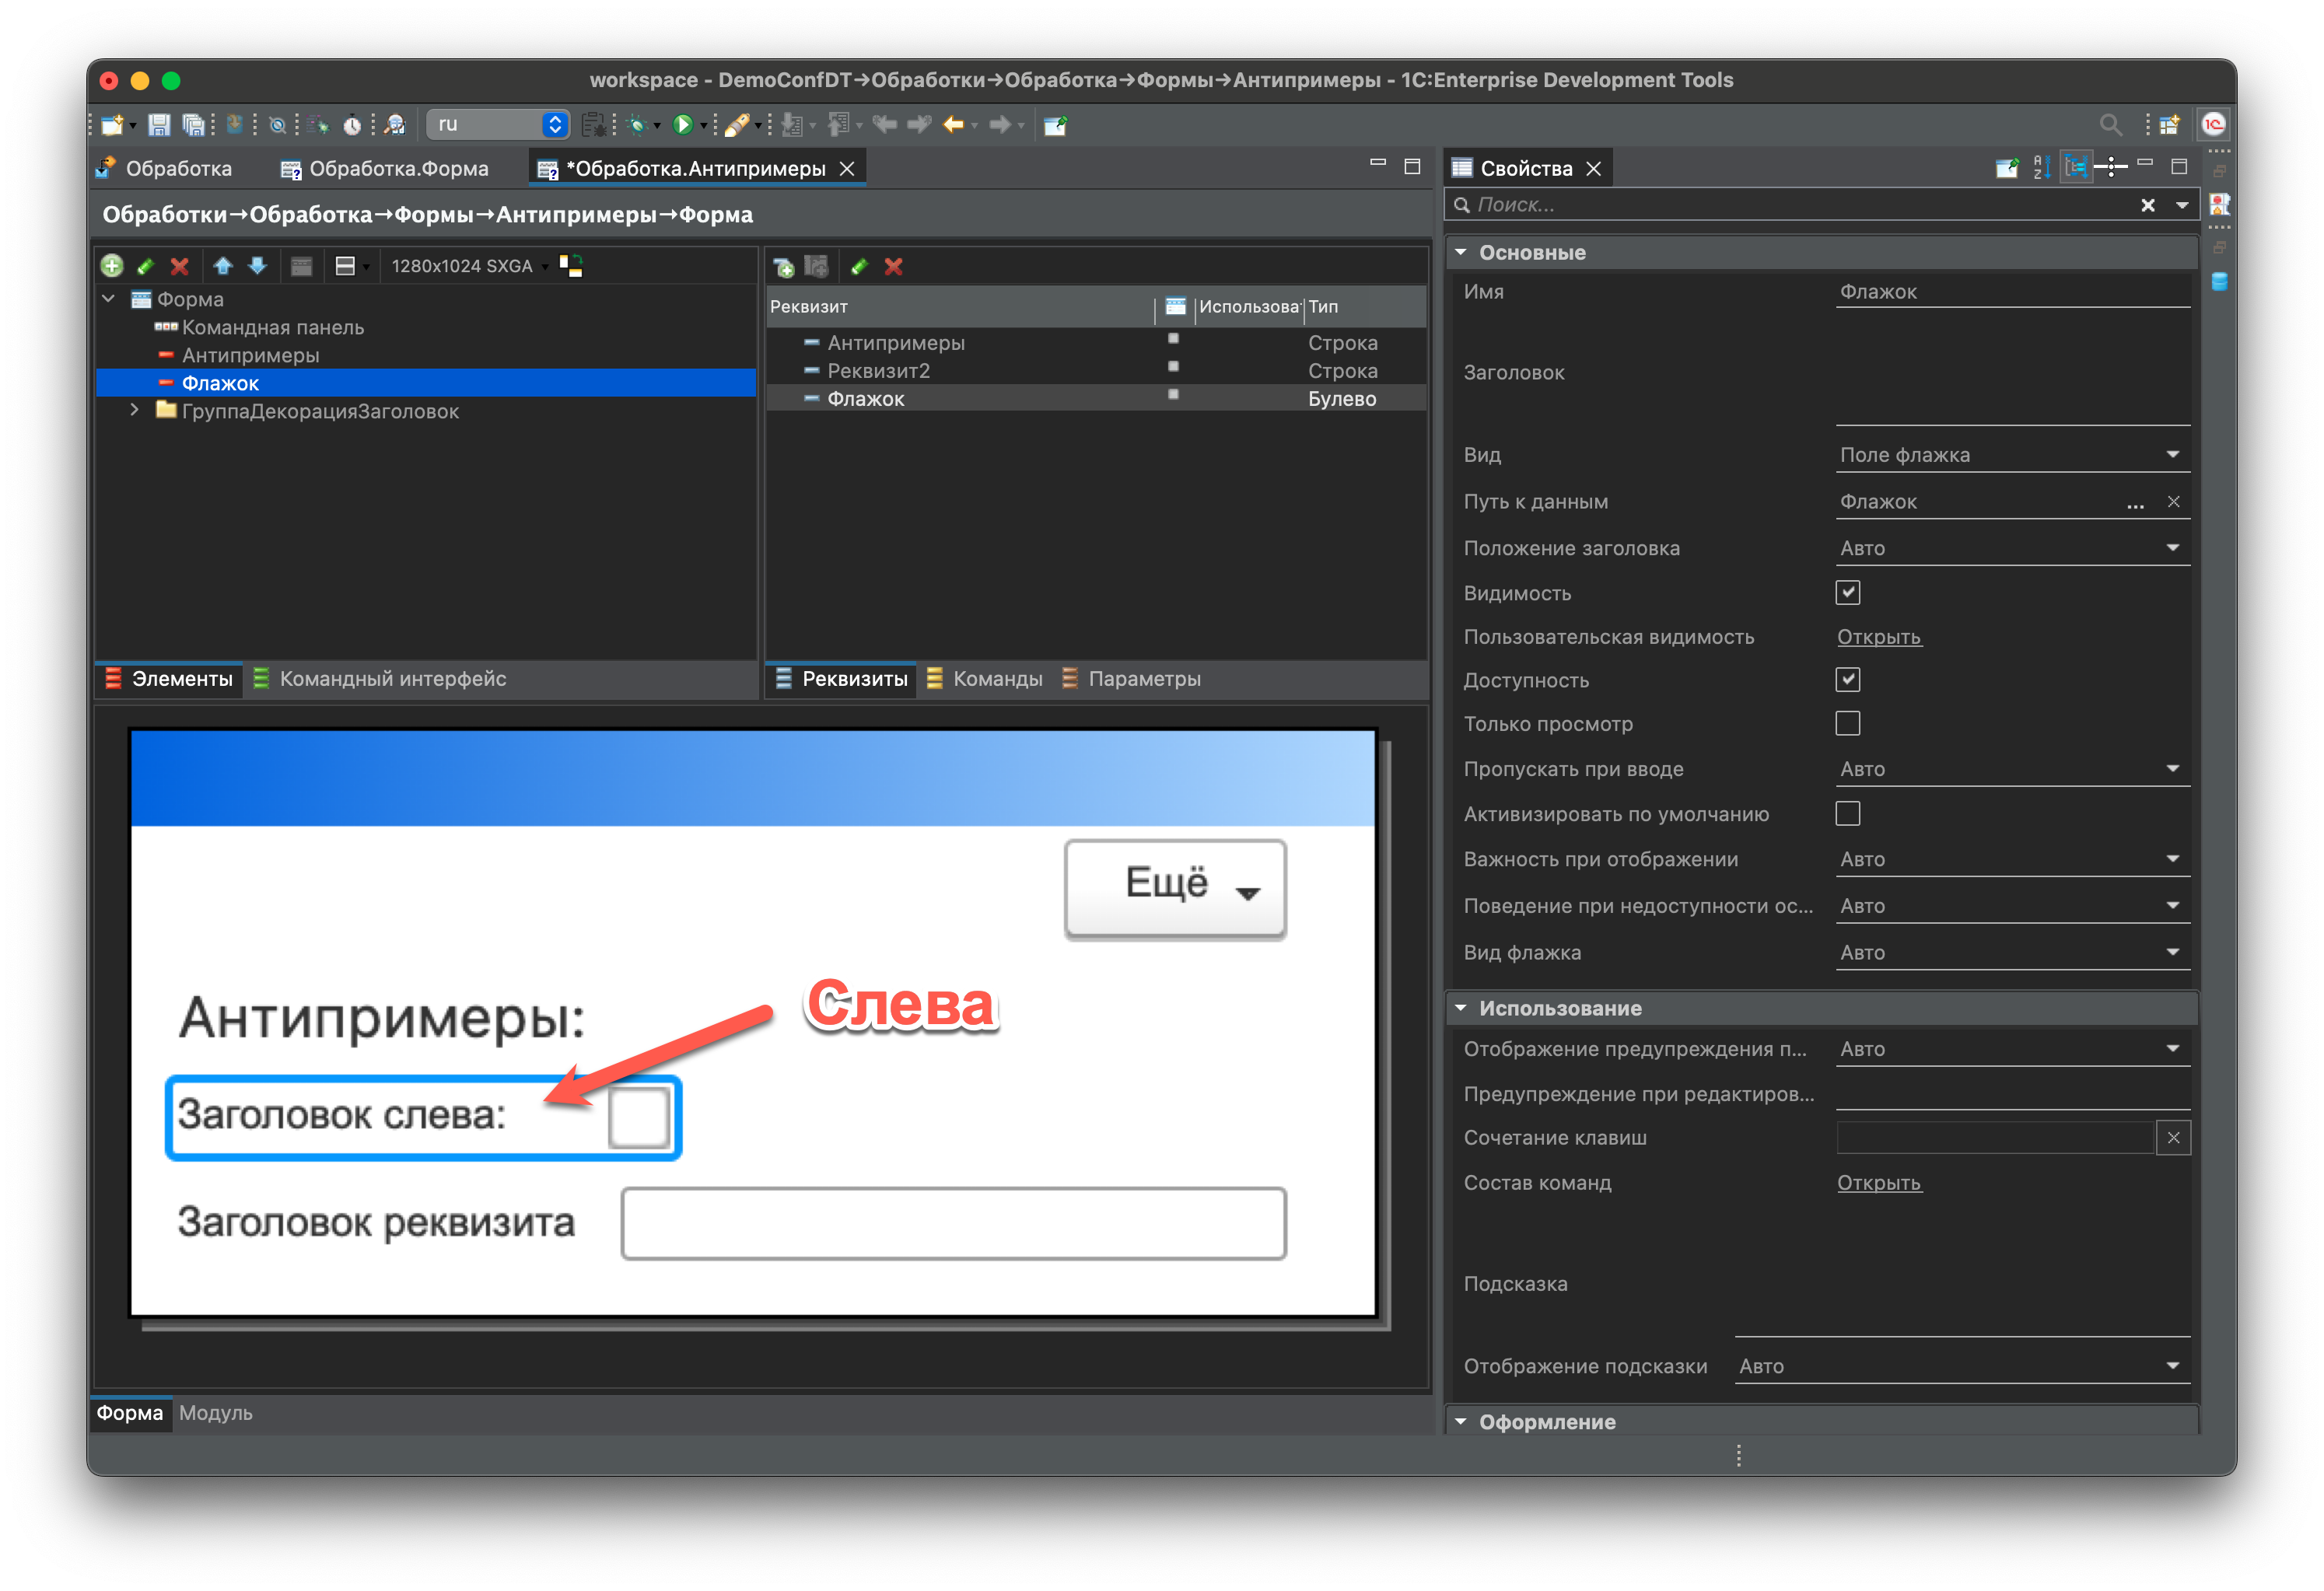 workspace - DemoConfDT→Обработки→Обработка→Формы→Антипримеры - 1C:Enterprise Development Tools
ru
Обработка
Обработка.Форма
*Обработка.Антипримеры
Обработки→Обработка→Формы→Антипримеры→Форма
1280x1024 SXGA
Форма
Командная панель
Антипримеры
Флажок
ГруппаДекорацияЗаголовок
Элементы
Командный интерфейс
Реквизит
Использова
Тип
Антипримеры
Строка
Реквизит2
Строка
Флажок
Булево
Реквизиты
Команды
Параметры
Ещё
Слева
Антипримеры:
Заголовок слева:
Заголовок реквизита
Форма
Модуль
Свойства
Поиск...
Основные
Имя
Флажок
Заголовок
Вид
Поле флажка
Путь к данным
Флажок
...
Положение заголовка
Авто
Видимость
Пользовательская видимость
Открыть
Доступность
Только просмотр
Пропускать при вводе
Авто
Активизировать по умолчанию
Важность при отображении
Авто
Поведение при недоступности ос...
Авто
Вид флажка
Авто
Использование
Отображение предупреждения п...
Авто
Предупреждение при редактиров...
Сочетание клавиш
Состав команд
Открыть
Подсказка
Отображение подсказки
Авто
Оформление